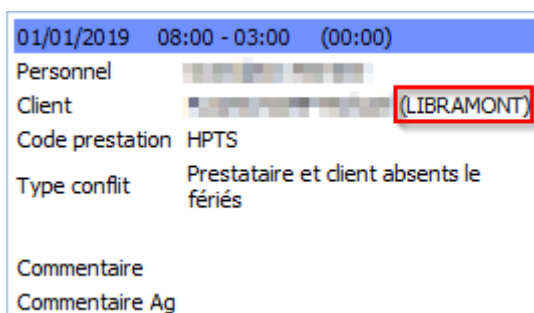 01/01/2019 08:00 - 03:00 (00:00)
Personnel
Client (LIBRAMONT)
Code prestation HPTS
Type conflit Prestataire et client absents le
fériés
Commentaire
Commentaire Ag